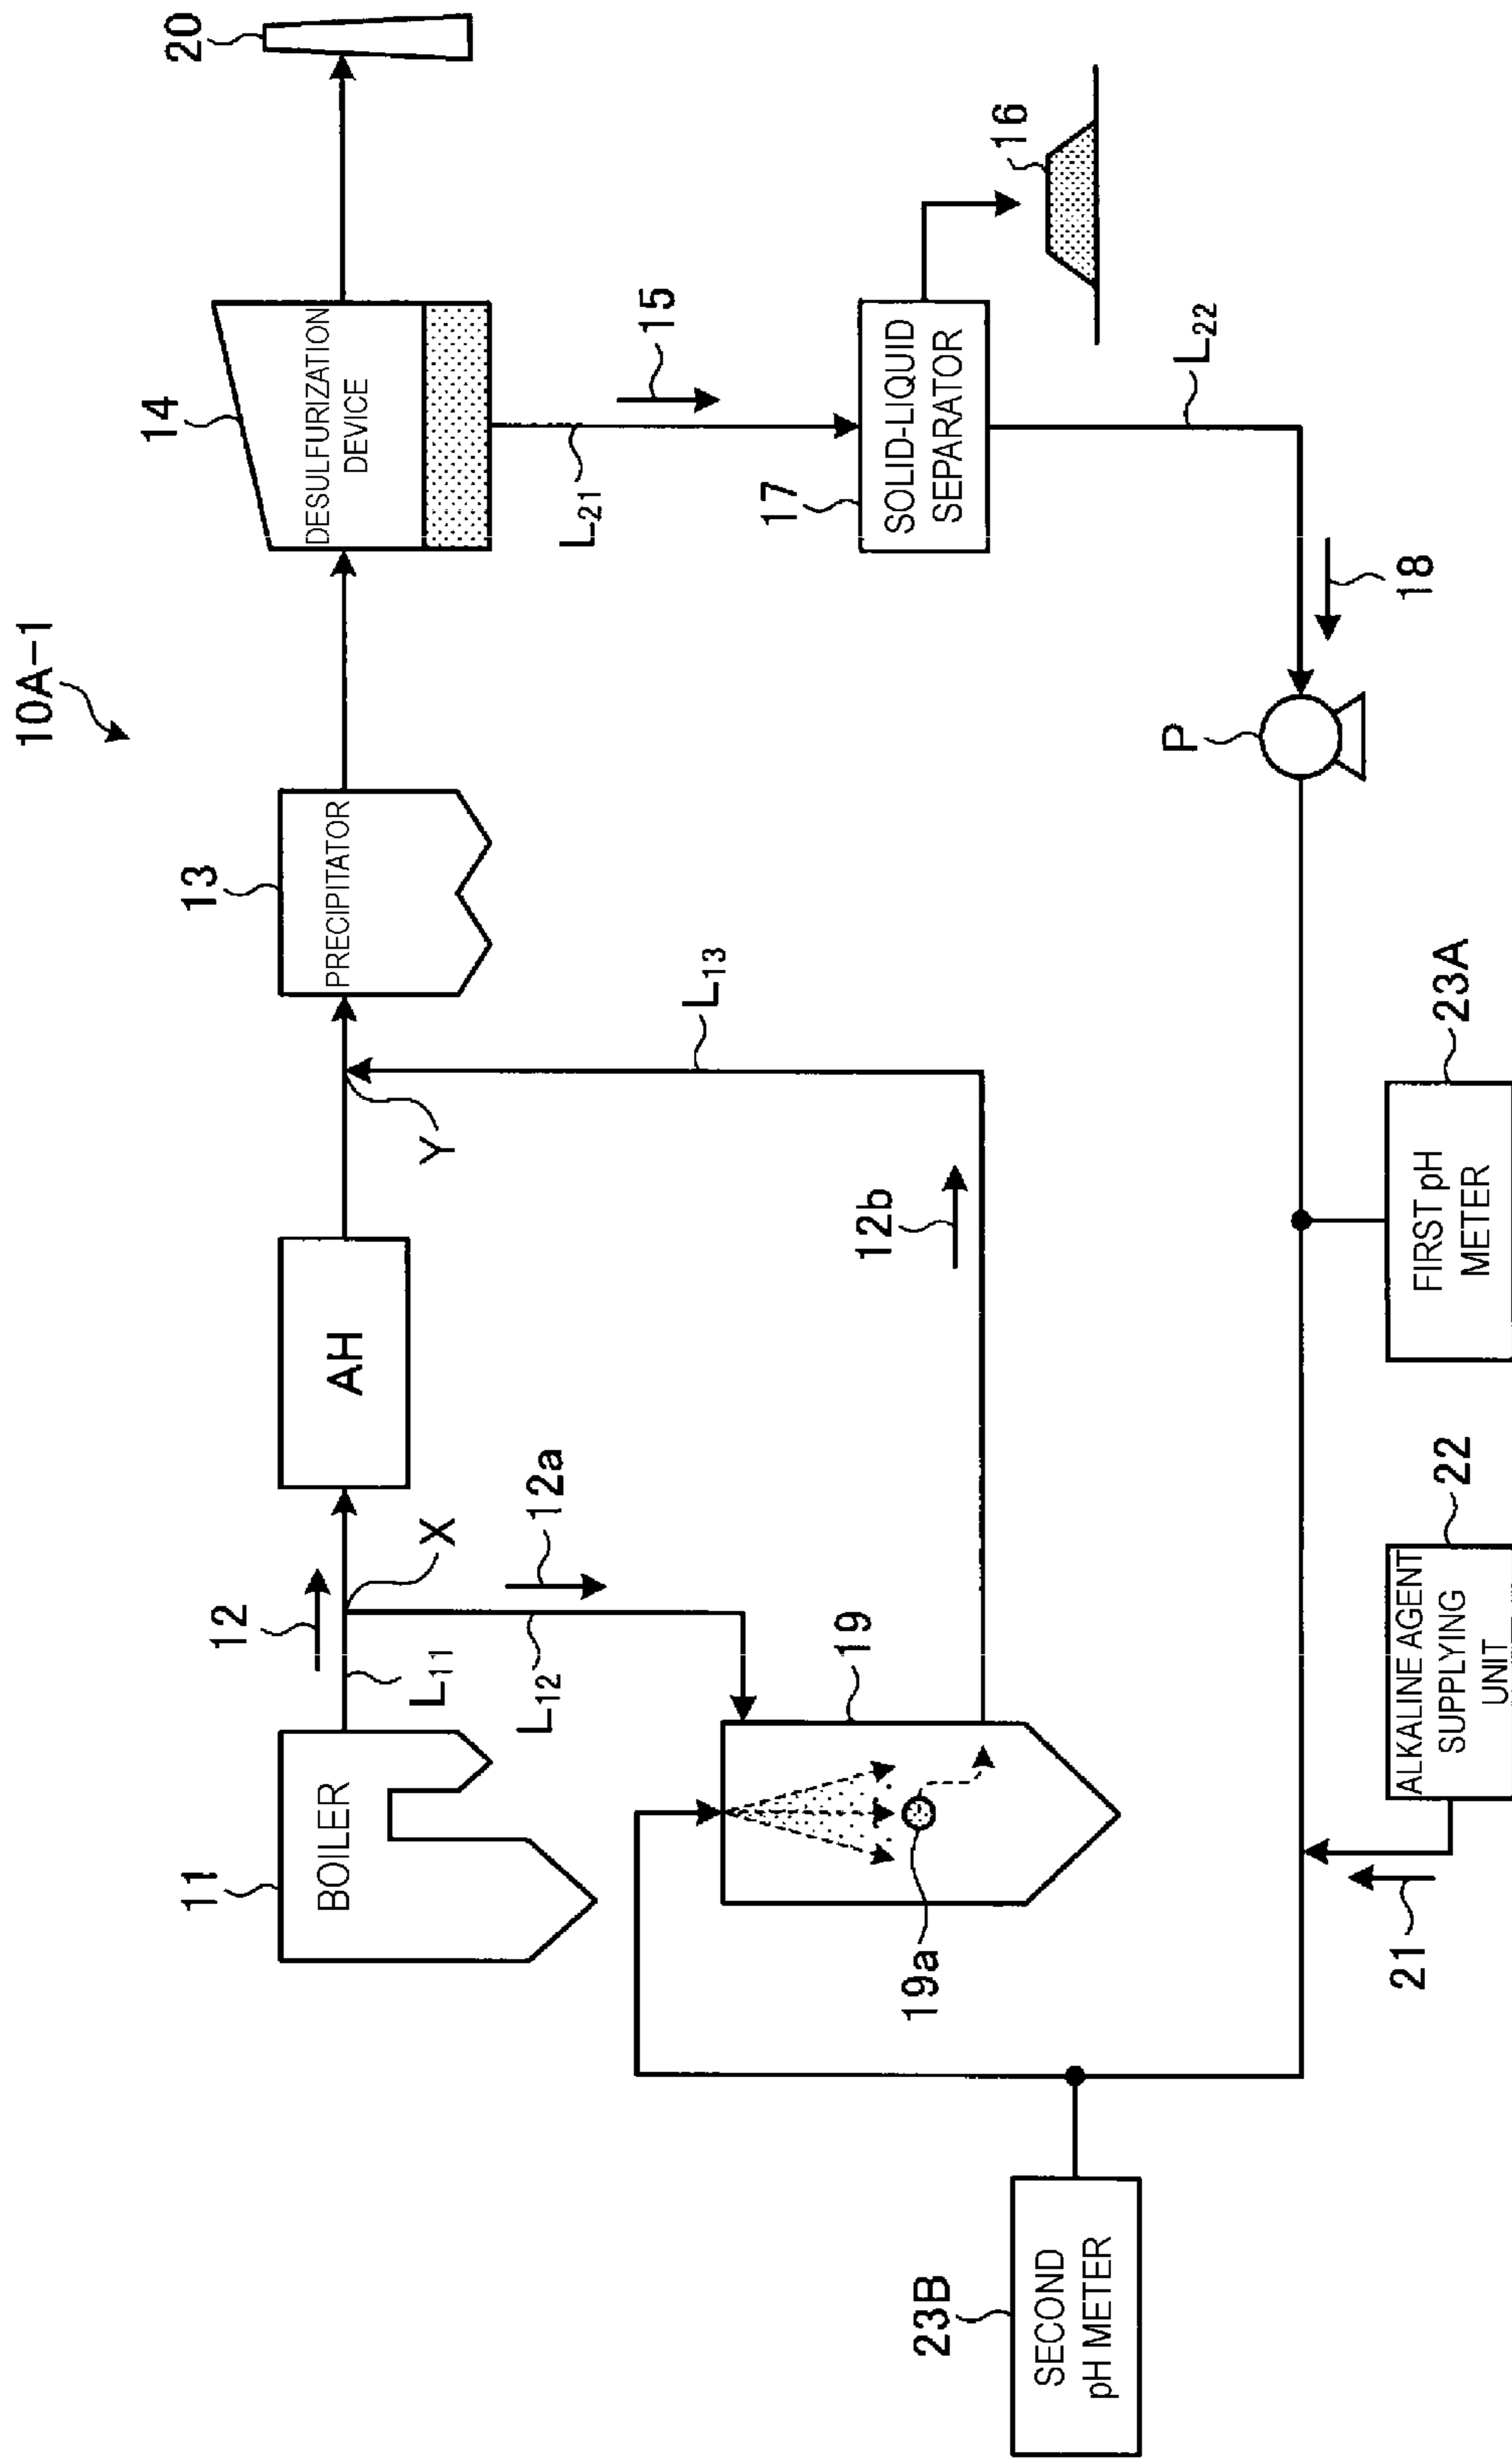 10A-1
11
BOILER
12
L11
X
12a
L12
AH
Y
L13
12b
13
PRECIPITATOR
14
DESULFURIZATION
DEVICE
20
15
L21
17
SOLID-LIQUID
SEPARATOR
16
L22
18
P
19
19a
23B
SECOND
pH METER
21
ALKALINE AGENT
SUPPLYING
UNIT
22
FIRST pH
METER
23A